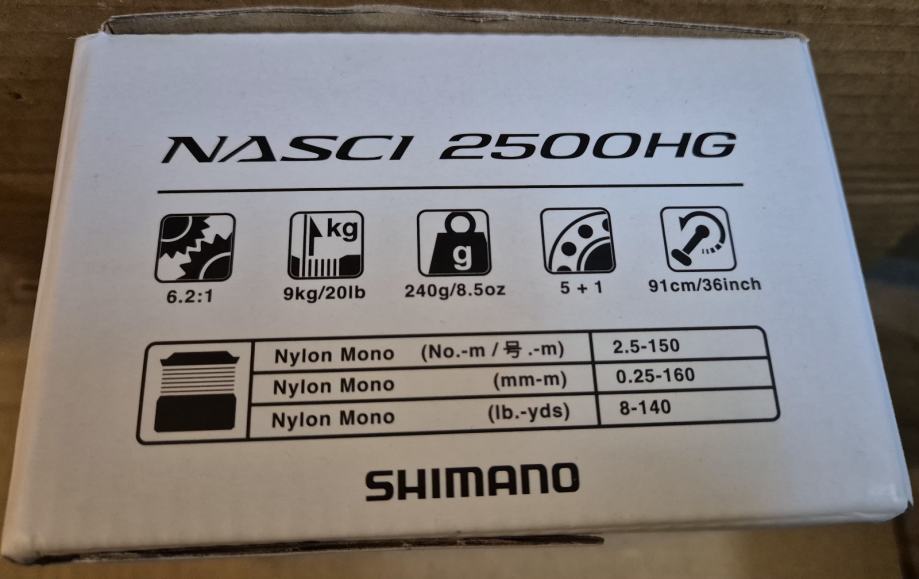 NASCI 2500HG
kg g
6.2:1 9kg/20lb 240g/8.5oz 5 + 1 91cm/36inch
Nylon Mono (No.-m / 号.-m) 2.5-150
Nylon Mono (mm-m) 0.25-160
Nylon Mono (lb.-yds) 8-140
SHIMANO